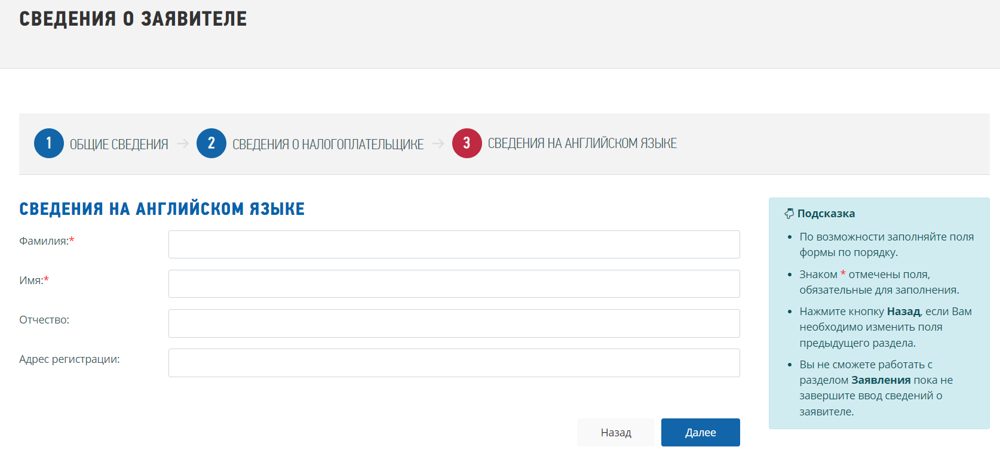 СВЕДЕНИЯ О ЗАЯВИТЕЛЕ
1 ОБЩИЕ СВЕДЕНИЯ → 2 СВЕДЕНИЯ О НАЛОГОПЛАТЕЛЬЩИКЕ → 3 СВЕДЕНИЯ НА АНГЛИЙСКОМ ЯЗЫКЕ
СВЕДЕНИЯ НА АНГЛИЙСКОМ ЯЗЫКЕ
Фамилия:*
Имя:*
Отчество:
Адрес регистрации:
Назад
Далее
Подсказка
• По возможности заполняйте поля
формы по порядку.
• Знаком * отмечены поля,
обязательные для заполнения.
• Нажмите кнопку Назад, если Вам
необходимо изменить поля
предыдущего раздела.
• Вы не сможете работать с
разделом Заявления пока не
завершите ввод сведений о
заявителе.